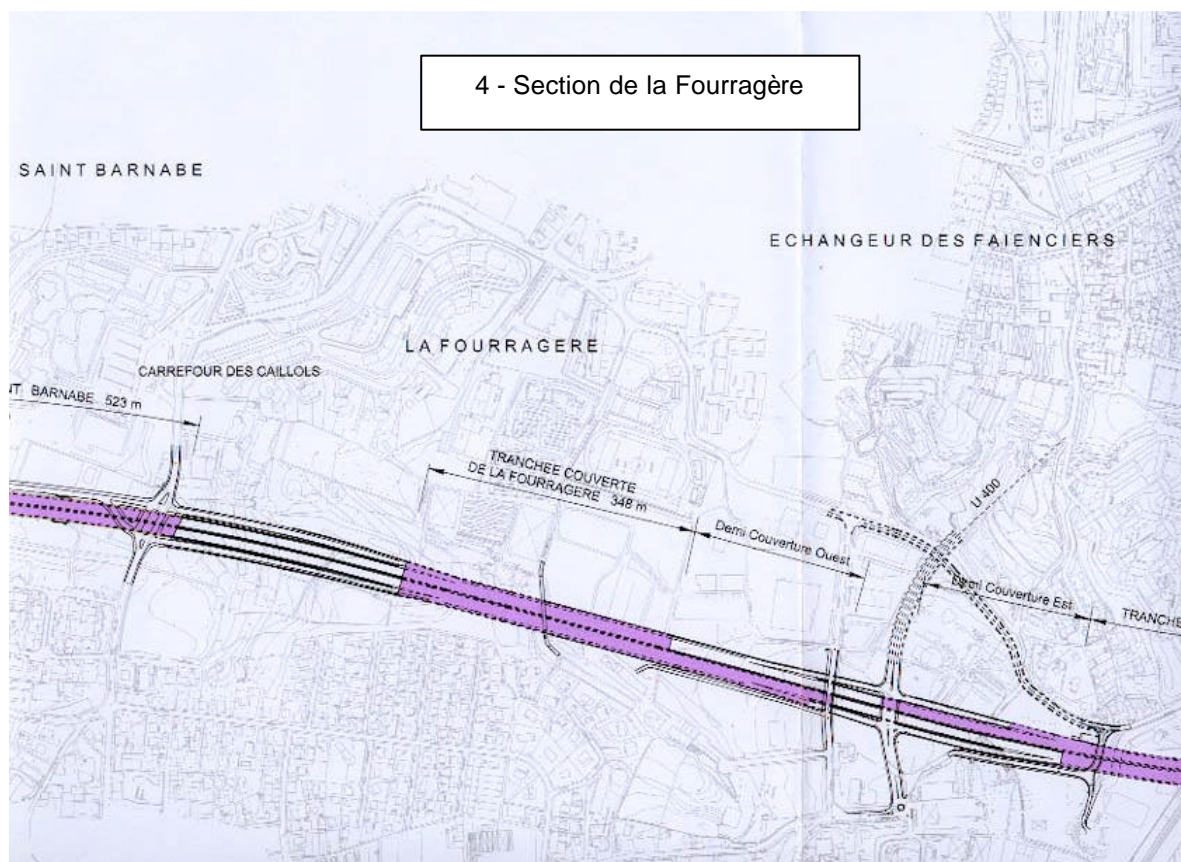 4 - Section de la Fourragère
SAINT BARNABE
ECHANGEUR DES FAIENCIERS
LA FOURRAGERE
CARREFOUR DES CAILLOLS
NT BARNABE 523 m
TRANCHEE COUVERTE
DE LA FOURRAGERE 348 m
U 400
Demi Couverture Ouest
Demi Couverture Est
TRANCHE